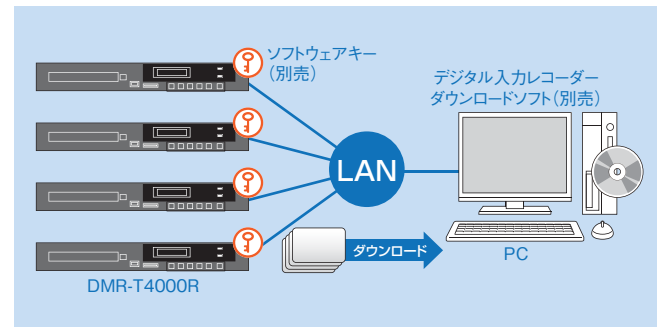 ソフトウェアキー
(別売)
デジタル入力レコーダー
ダウンロードソフト(別売)
LAN
ダウンロード
DMR-T4000R
PC